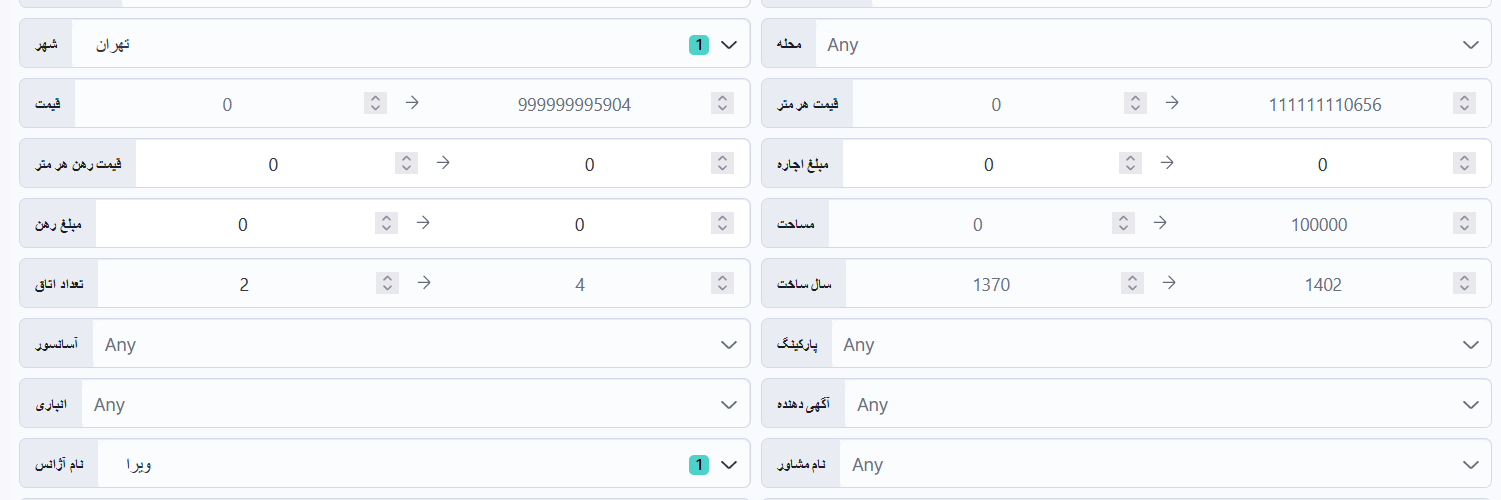 شهر تهران 1 محله Any
قیمت 0 → 999999995904 قیمت هر متر 0 → 111111110656
قیمت رهن هر متر 0 → 0 مبلغ اجاره 0 → 0
مبلغ رهن 0 → 0 مساحت 0 → 100000
تعداد اتاق 2 → 4 سال ساخت 1370 → 1402
آسانسور Any پارکینگ Any
انباری Any آگهی دهنده Any
نام آژانس ویرا 1 نام مشاور Any